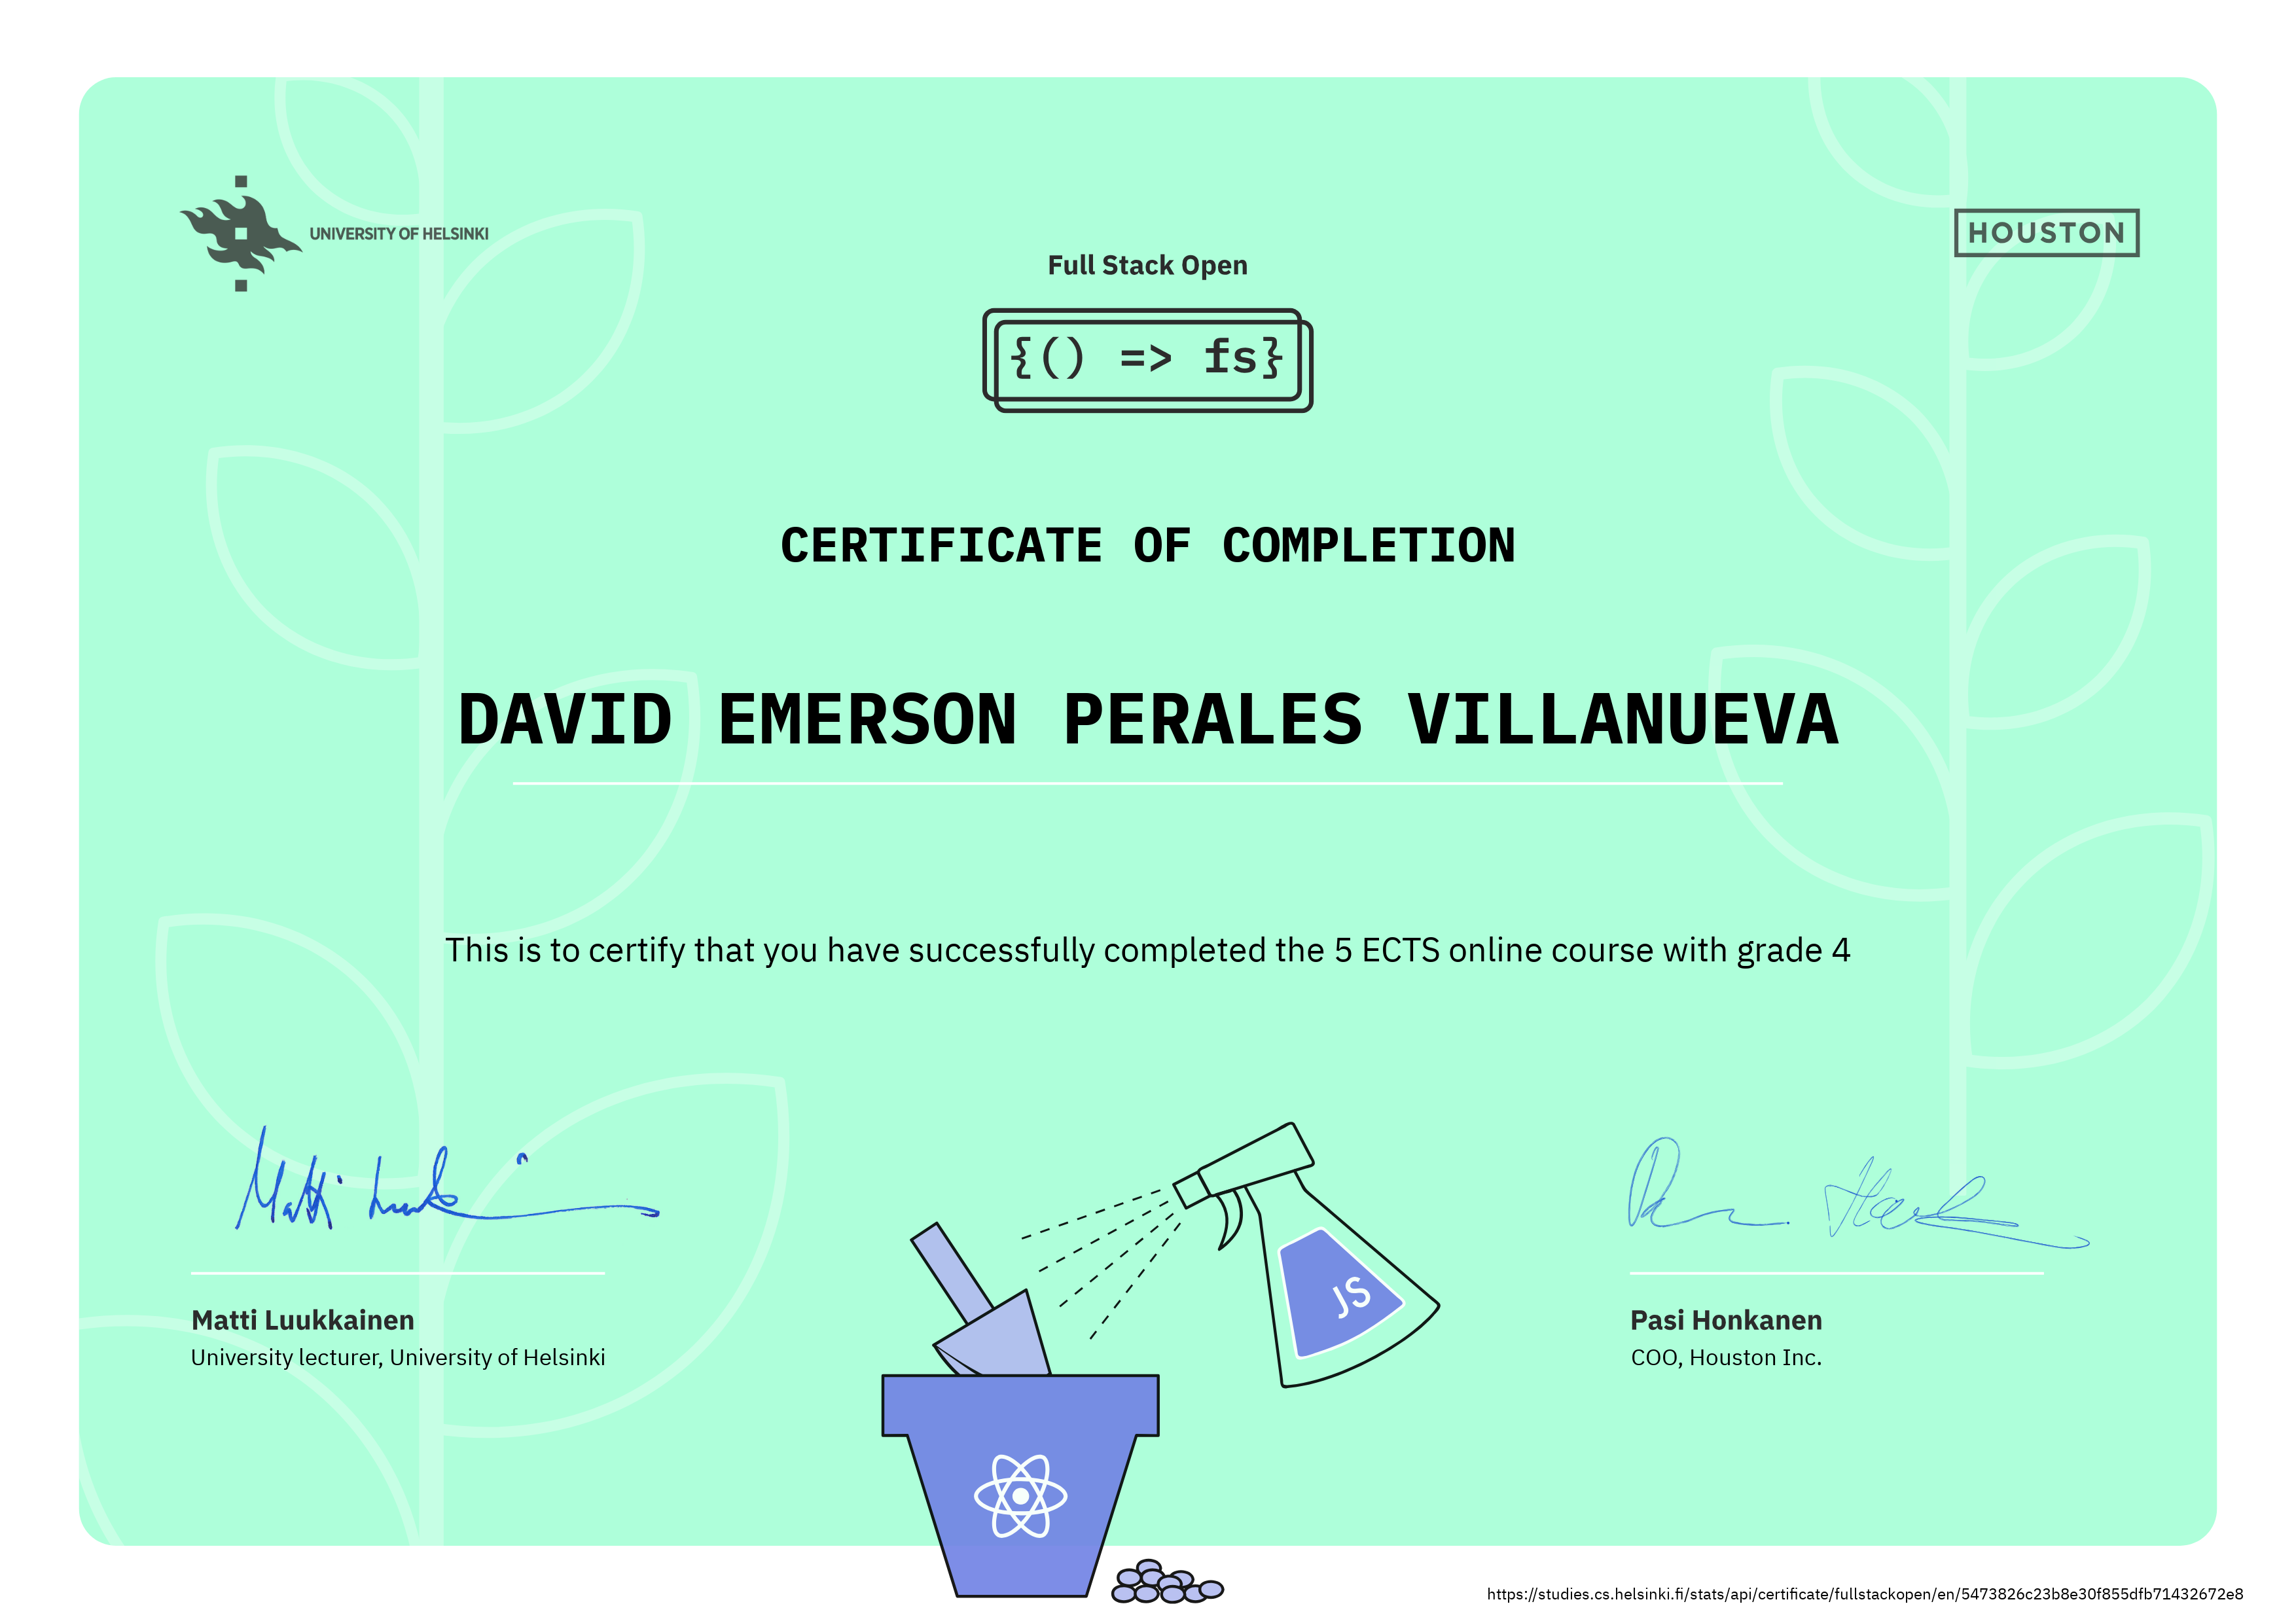 UNIVERSITY OF HELSINKI
HOUSTON
Full Stack Open
{() => fs}
CERTIFICATE OF COMPLETION
DAVID EMERSON PERALES VILLANUEVA
This is to certify that you have successfully completed the 5 ECTS online course with grade 4
JS
Matti Luukkainen
University lecturer, University of Helsinki
Pasi Honkanen
COO, Houston Inc.
https://studies.cs.helsinki.fi/stats/api/certificate/fullstackopen/en/5473826c23b8e30f855dfb71432672e8